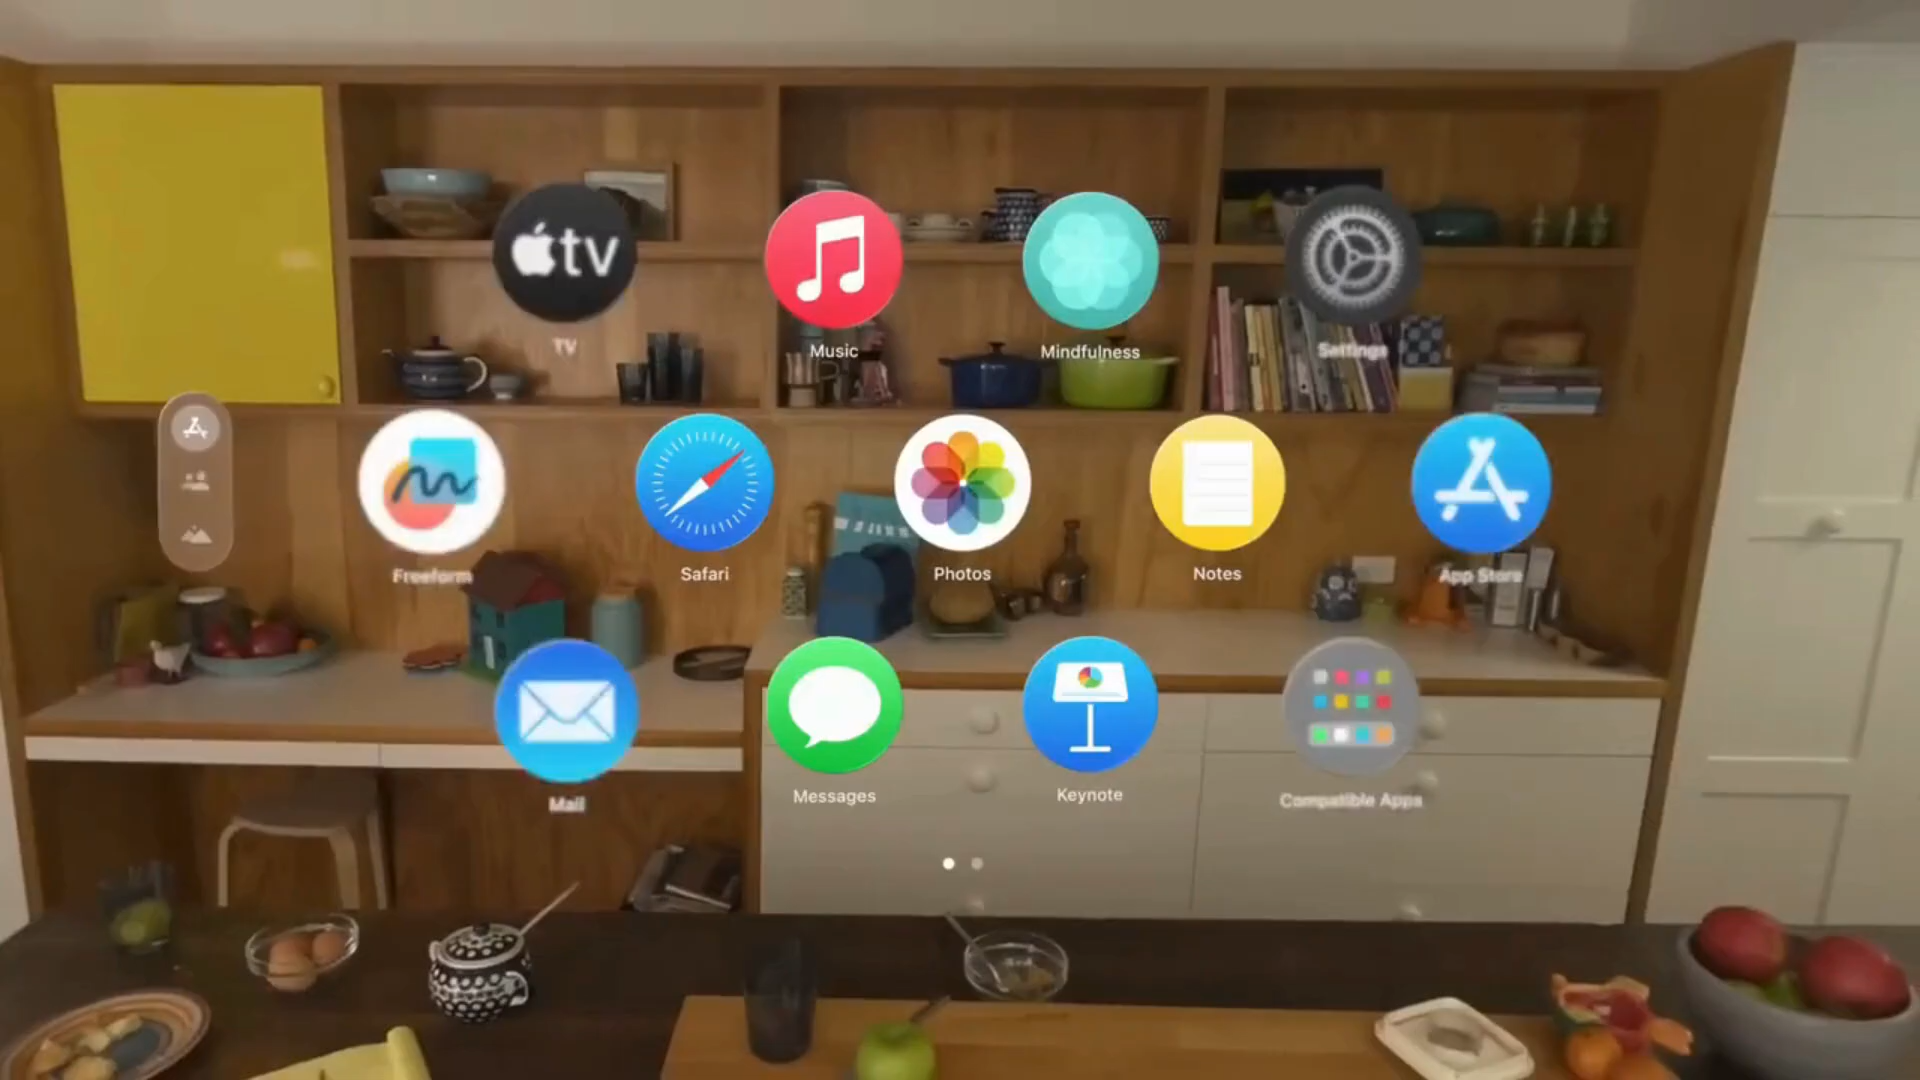 tv
TV
Music
Mindfulness
Settings
Freeform
Safari
Photos
Notes
App Store
Mail
Messages
Keynote
Compatible Apps